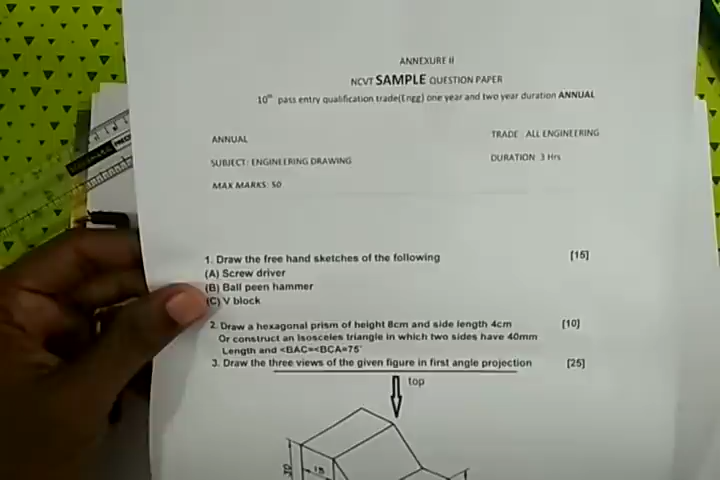 ANNEXURE II
NCVT SAMPLE QUESTION PAPER
10th pass entry qualification trade(Engg) one year and two year duration ANNUAL
ANNUAL
TRADE : ALL ENGINEERING
SUBJECT: ENGINEERING DRAWING
DURATION: 3 Hrs
MAX MARKS: 50
1. Draw the free hand sketches of the following [15]
(A) Screw driver
(B) Ball peen hammer
(C) V block
2. Draw a hexagonal prism of height 8cm and side length 4cm [10]
Or construct an Isosceles triangle in which two sides have 40mm
Length and <BAC=<BCA=75°
3. Draw the three views of the given figure in first angle projection [25]
top
15